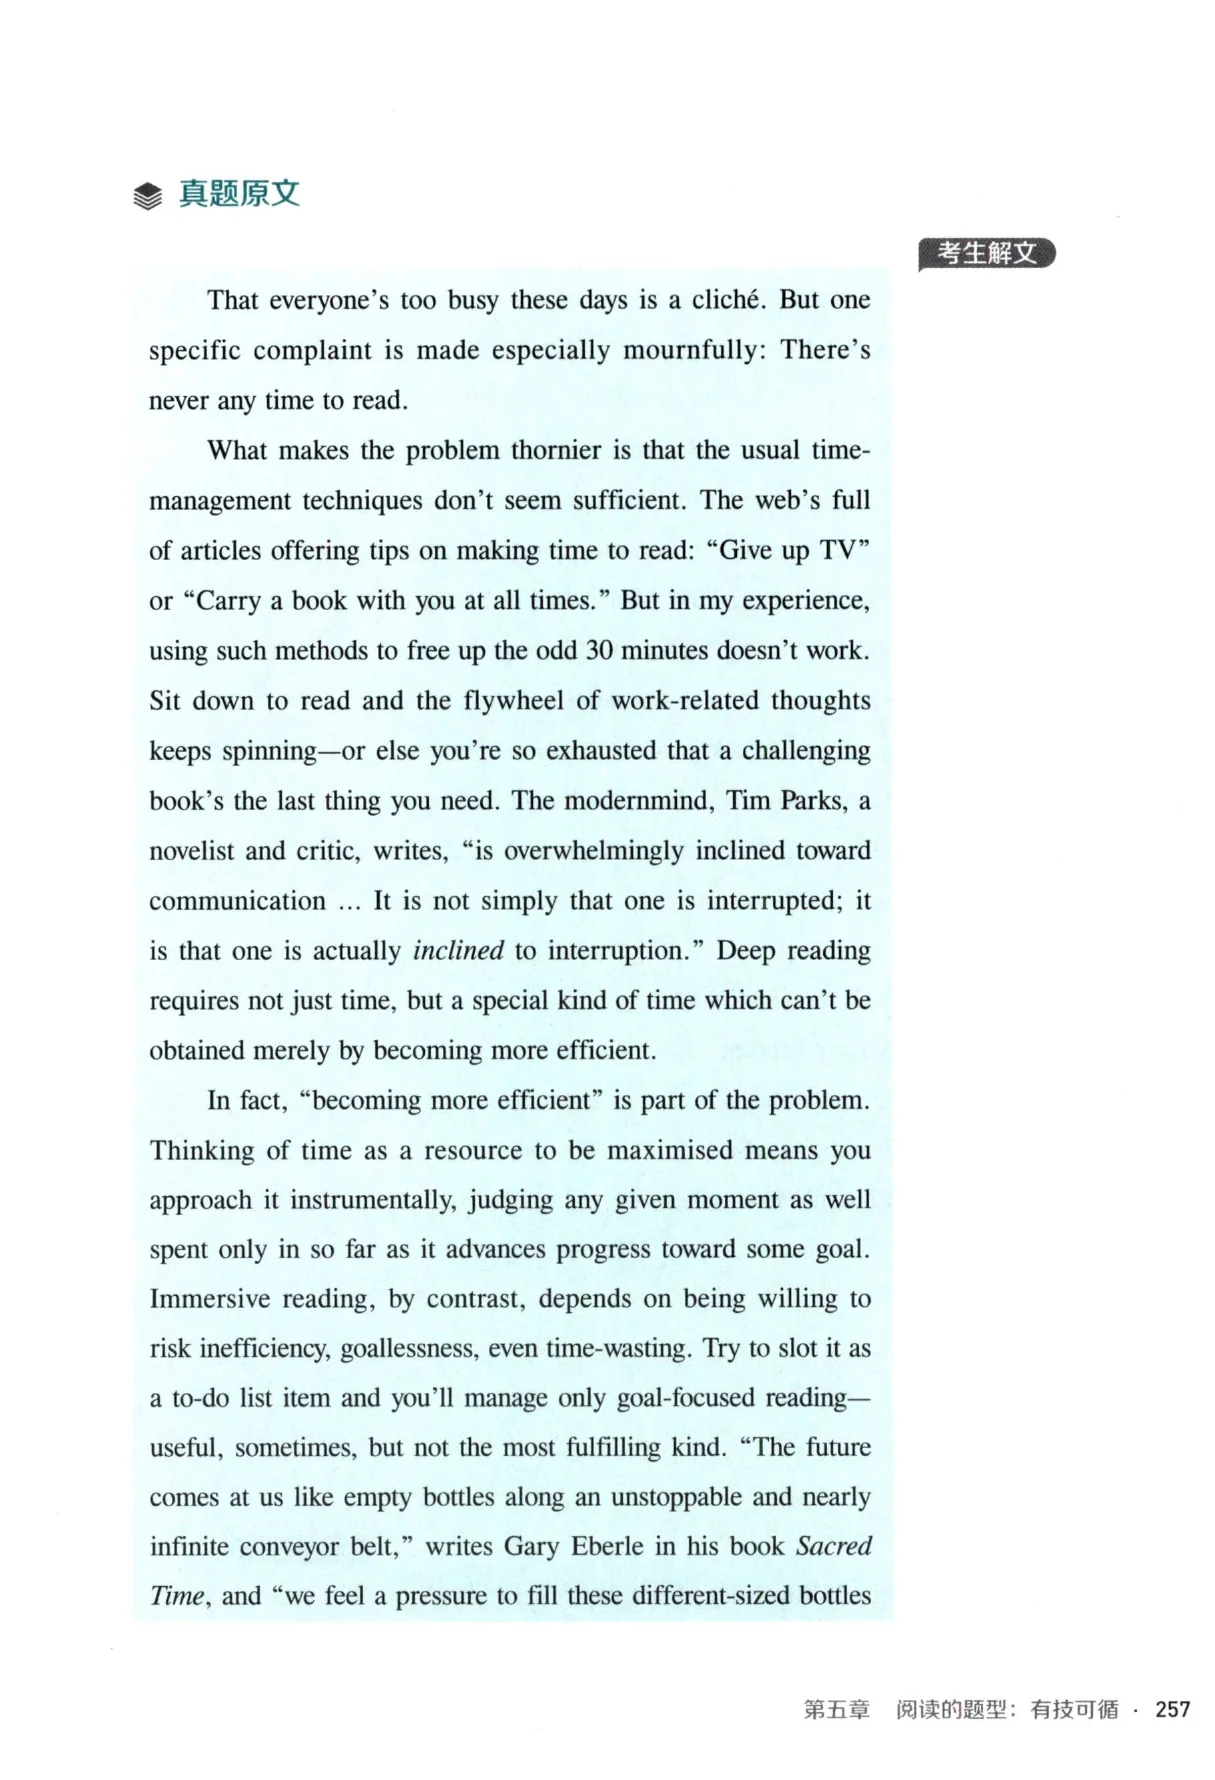 真题原文
考生解文
That everyone’s too busy these days is a cliché. But one
specific complaint is made especially mournfully: There’s
never any time to read.
What makes the problem thornier is that the usual time-
management techniques don’t seem sufficient. The web’s full
of articles offering tips on making time to read: “Give up TV”
or “Carry a book with you at all times.” But in my experience,
using such methods to free up the odd 30 minutes doesn’t work.
Sit down to read and the flywheel of work-related thoughts
keeps spinning—or else you’re so exhausted that a challenging
book’s the last thing you need. The modernmind, Tim Parks, a
novelist and critic, writes, “is overwhelmingly inclined toward
communication ... It is not simply that one is interrupted; it
is that one is actually inclined to interruption.” Deep reading
requires not just time, but a special kind of time which can’t be
obtained merely by becoming more efficient.
In fact, “becoming more efficient” is part of the problem.
Thinking of time as a resource to be maximised means you
approach it instrumentally, judging any given moment as well
spent only in so far as it advances progress toward some goal.
Immersive reading, by contrast, depends on being willing to
risk inefficiency, goallessness, even time-wasting. Try to slot it as
a to-do list item and you’ll manage only goal-focused reading—
useful, sometimes, but not the most fulfilling kind. “The future
comes at us like empty bottles along an unstoppable and nearly
infinite conveyor belt,” writes Gary Eberle in his book Sacred
Time, and “we feel a pressure to fill these different-sized bottles
第五章 阅读的题型：有技可循 · 257